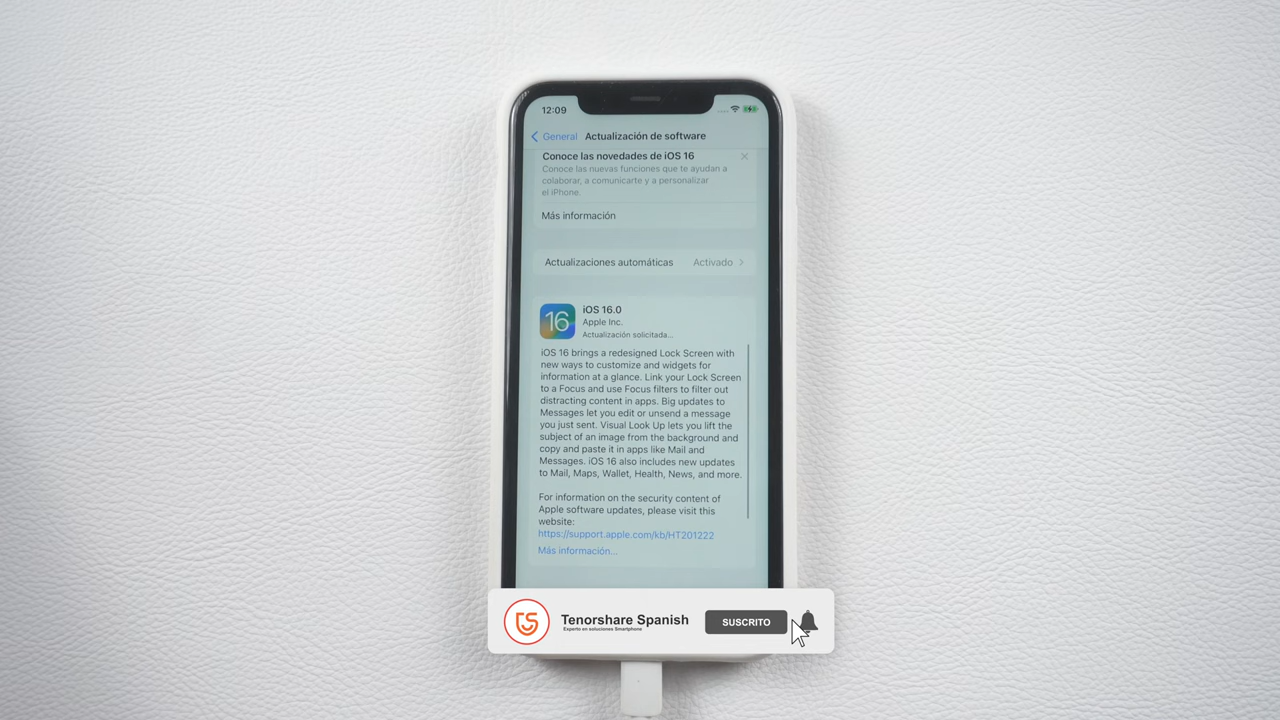 12:09
General Actualización de software
Conoce las novedades de iOS 16
Conoce las nuevas funciones que te ayudan a
colaborar, a comunicarte y a personalizar
el iPhone.
Más información
Actualizaciones automáticas Activado
16
iOS 16.0
Apple Inc.
Actualización solicitada...
iOS 16 brings a redesigned Lock Screen with
new ways to customize and widgets for
information at a glance. Link your Lock Screen
to a Focus and use Focus filters to filter out
distracting content in apps. Big updates to
Messages let you edit or unsend a message
you just sent. Visual Look Up lets you lift the
subject of an image from the background and
copy and paste it in apps like Mail and
Messages. iOS 16 also includes new updates
to Mail, Maps, Wallet, Health, News, and more.
For information on the security content of
Apple software updates, please visit this
website:
https://support.apple.com/kb/HT201222
Más información...
Tenorshare Spanish
Experto en soluciones Smartphone
SUSCRITO